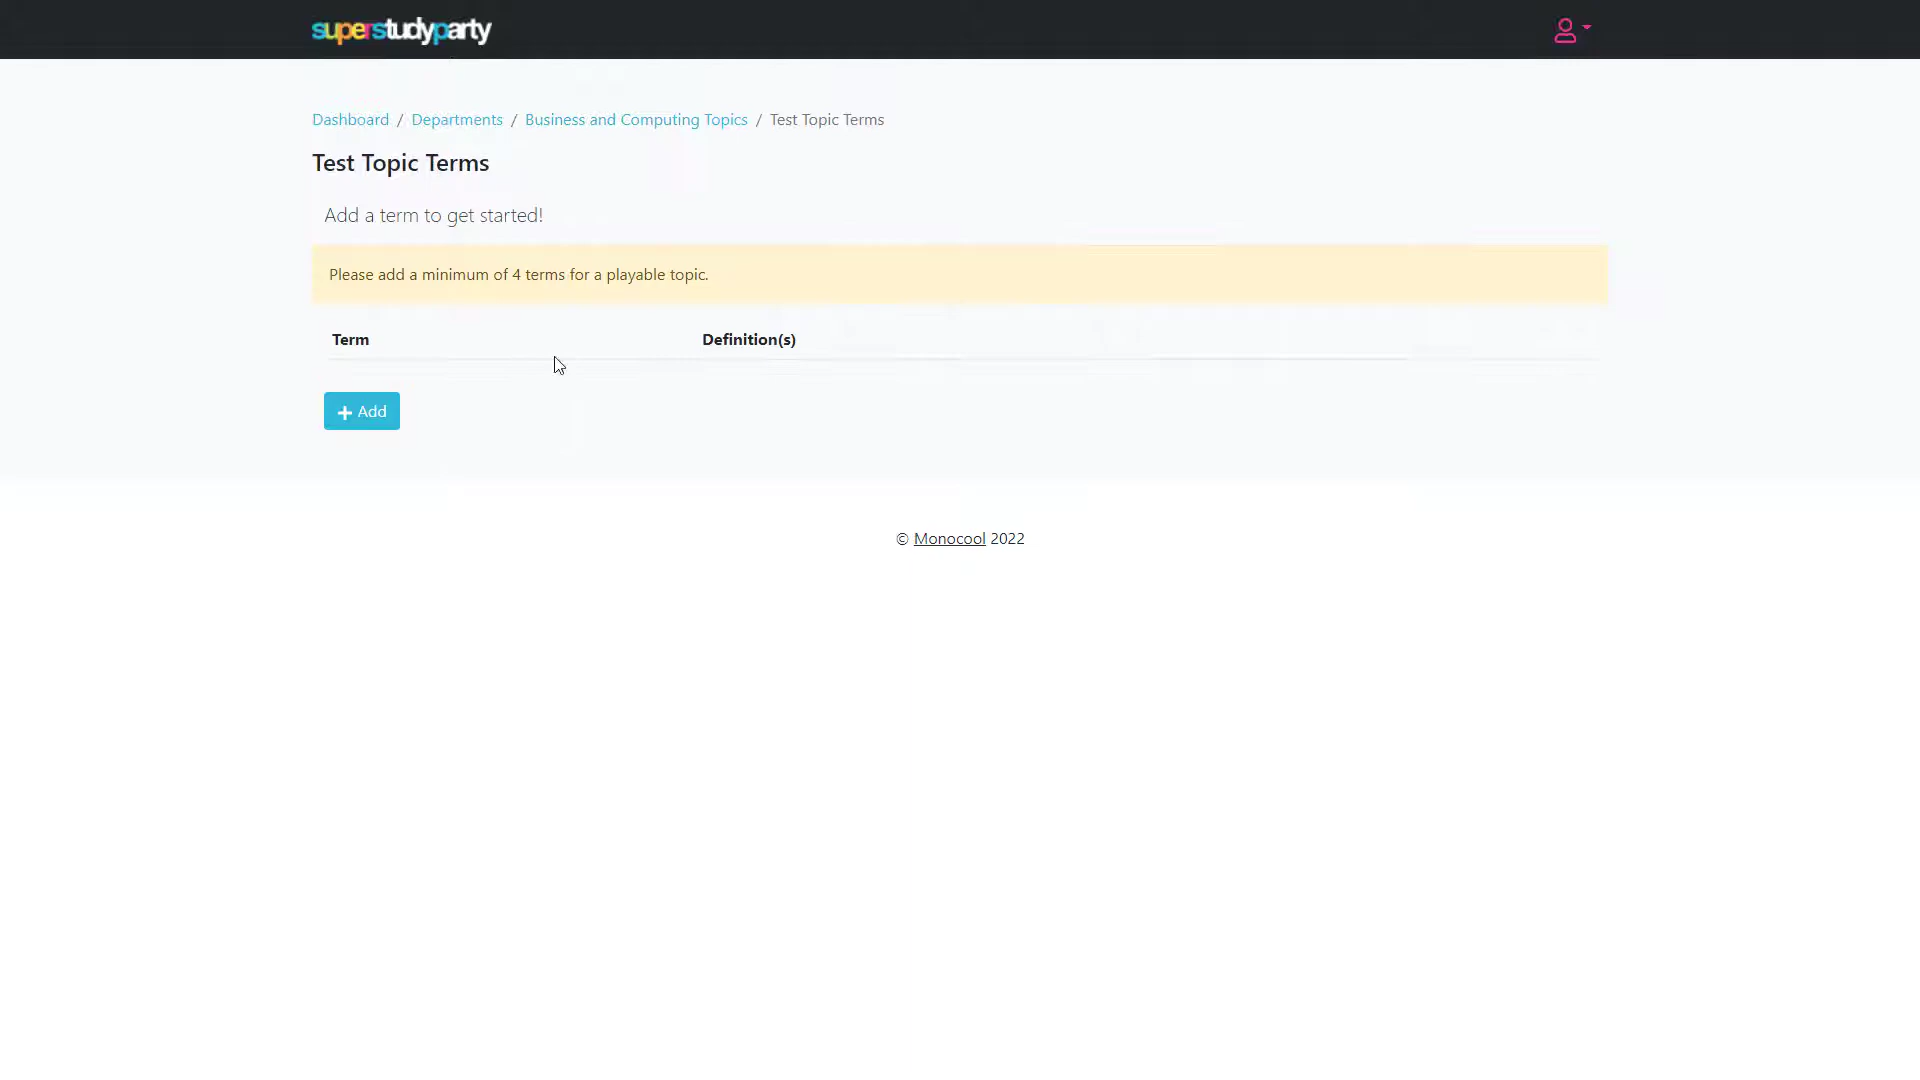 superstudyparty
Dashboard / Departments / Business and Computing Topics / Test Topic Terms
Test Topic Terms
Add a term to get started!
Please add a minimum of 4 terms for a playable topic.
Term Definition(s)
+ Add
© Monocool 2022